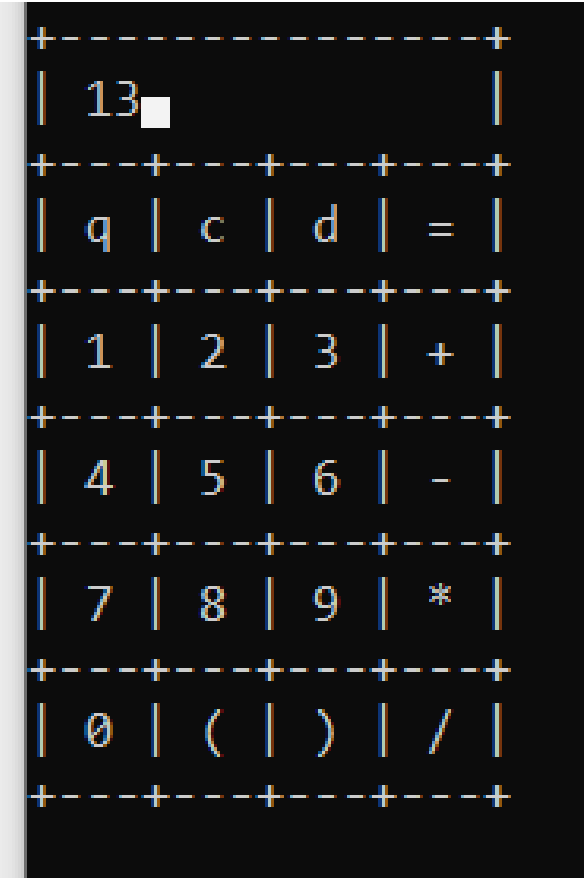 +---------------+
| 13            |
+---+---+---+---+
| q | c | d | = |
+---+---+---+---+
| 1 | 2 | 3 | + |
+---+---+---+---+
| 4 | 5 | 6 | - |
+---+---+---+---+
| 7 | 8 | 9 | * |
+---+---+---+---+
| 0 | ( | ) | / |
+---+---+---+---+